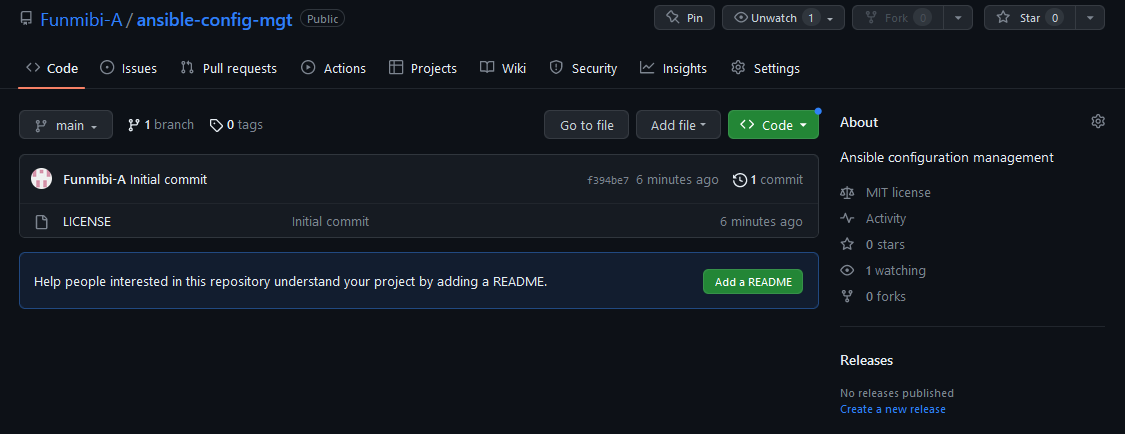 Funmibi-A / ansible-config-mgt Public Pin Unwatch 1 Fork 0 Star 0
Code Issues Pull requests Actions Projects Wiki Security Insights Settings
main 1 branch 0 tags Go to file Add file Code
Funmibi-A Initial commit f394be7 6 minutes ago 1 commit
LICENSE Initial commit 6 minutes ago
Help people interested in this repository understand your project by adding a README. Add a README
About
Ansible configuration management
MIT license
Activity
0 stars
1 watching
0 forks
Releases
No releases published
Create a new release